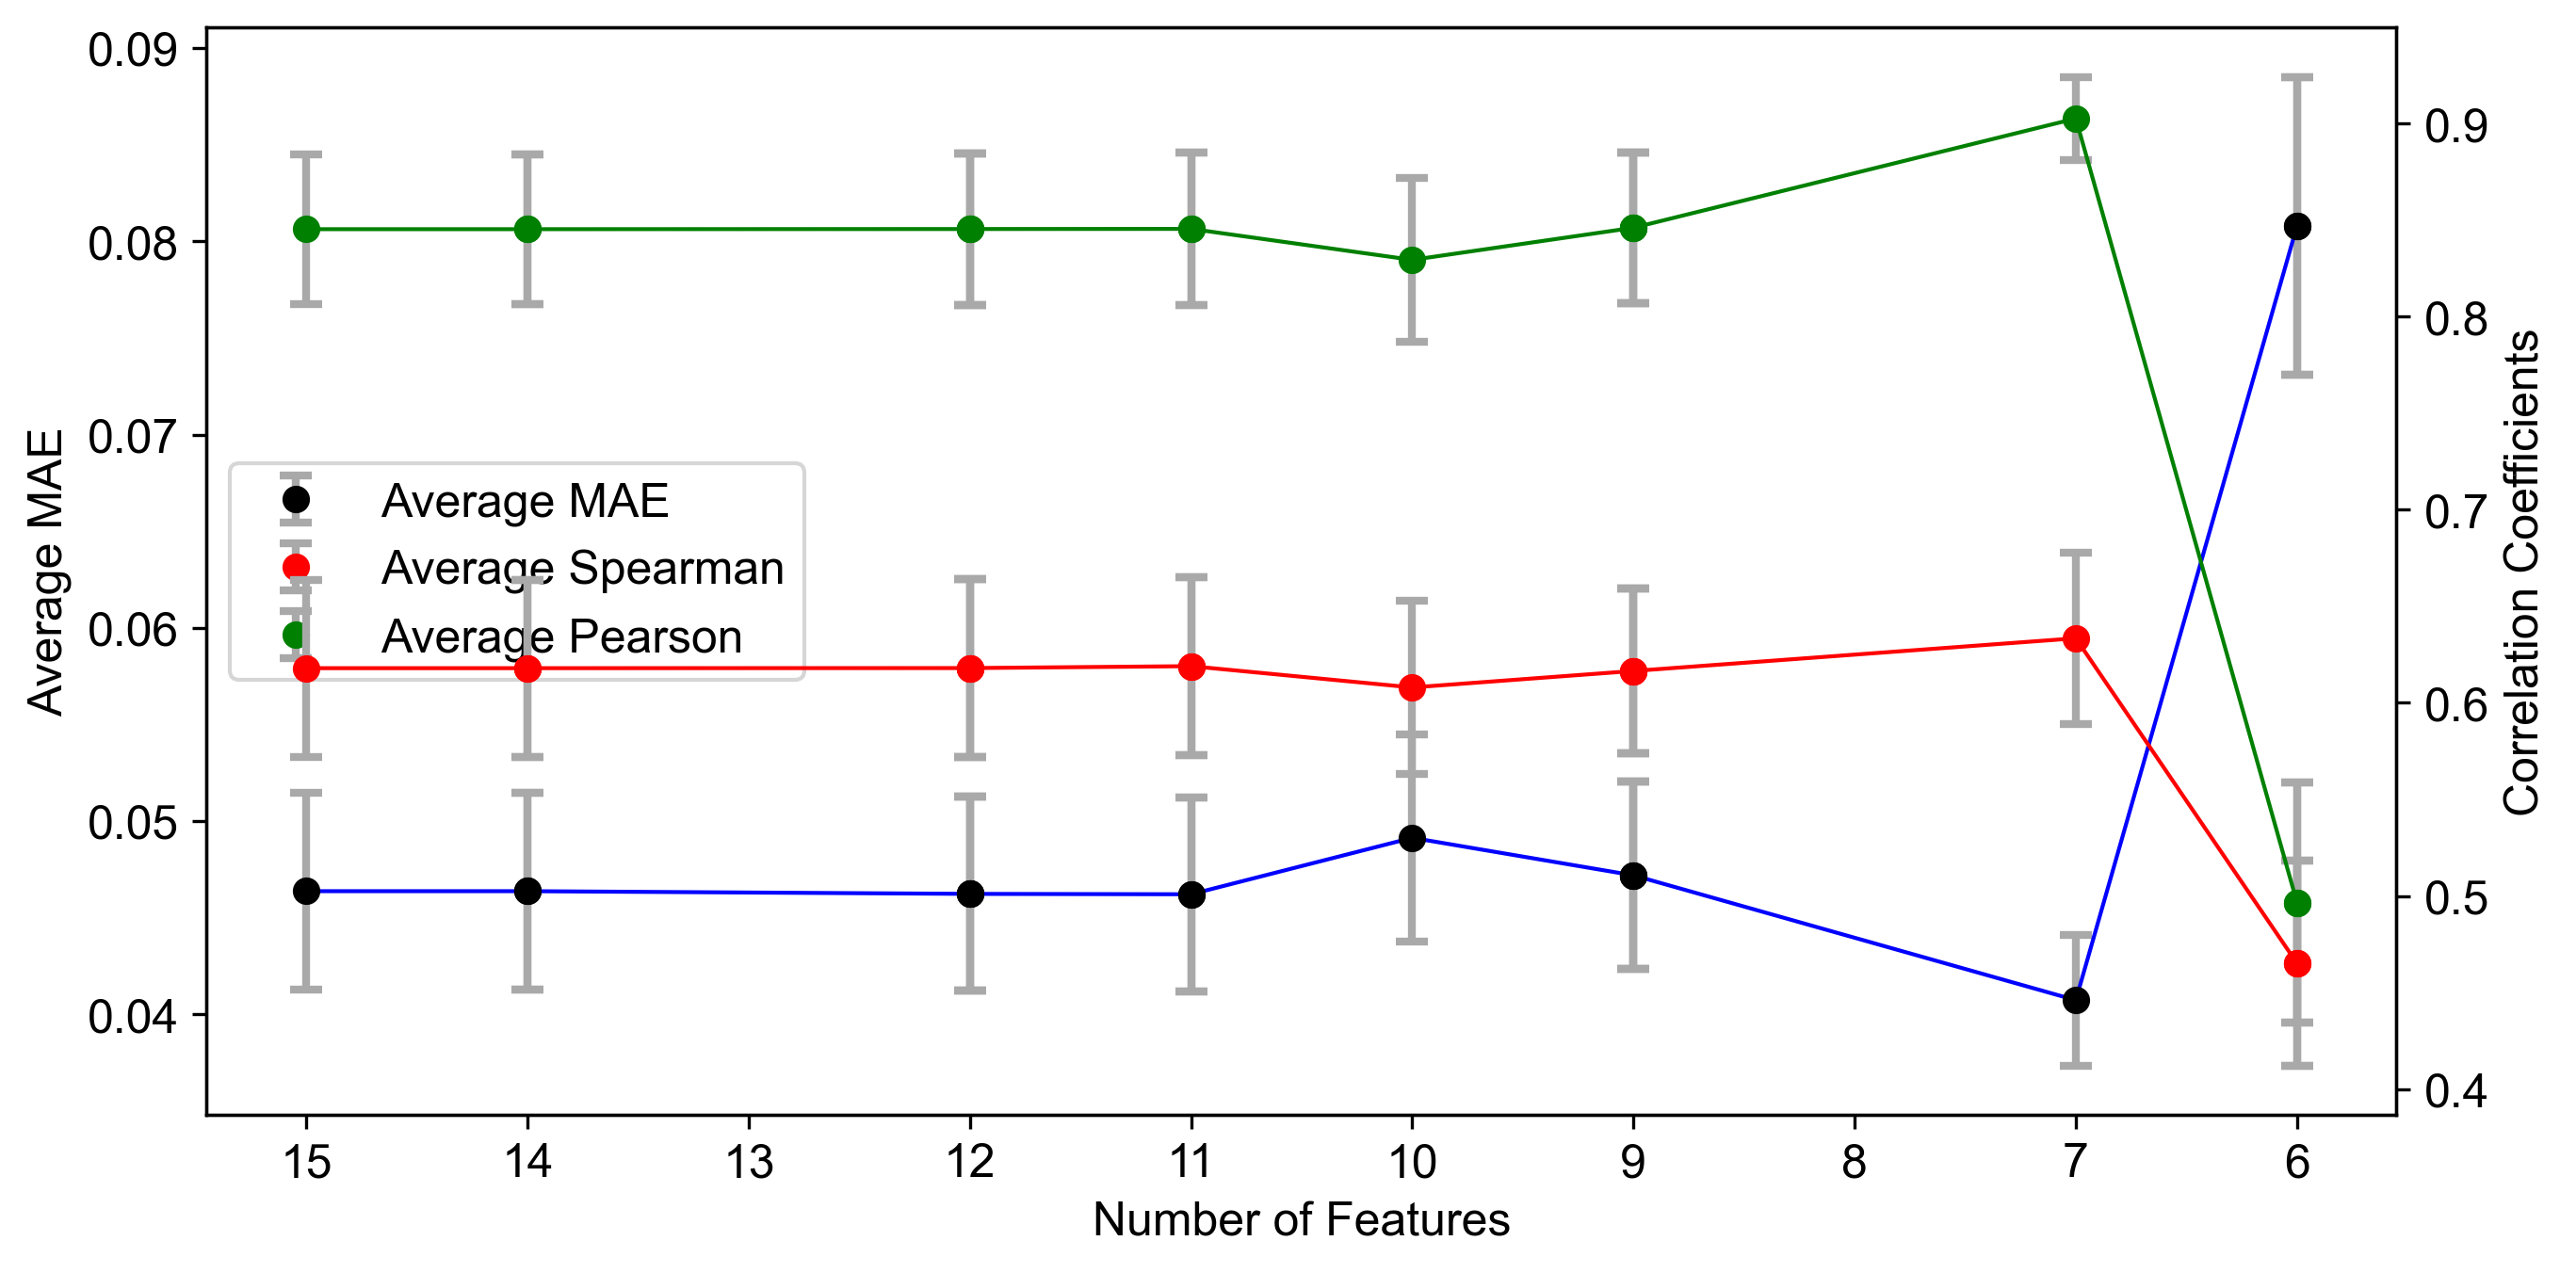 0.09
0.08
0.07
0.06
0.05
0.04
Average MAE
Average MAE
Average Spearman
Average Pearson
0.9
0.8
0.7
0.6
0.5
0.4
Correlation Coefficients
15 14 13 12 11 10 9 8 7 6
Number of Features